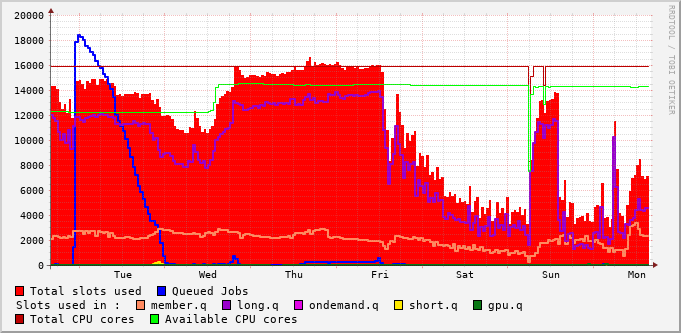 20000
18000
16000
14000
12000
10000
8000
6000
4000
2000
0
Tue Wed Thu Fri Sat Sun Mon
RRDTOOL / TOBI OETIKER
Total slots used Queued Jobs
Slots used in : member.q long.q ondemand.q short.q gpu.q
Total CPU cores Available CPU cores